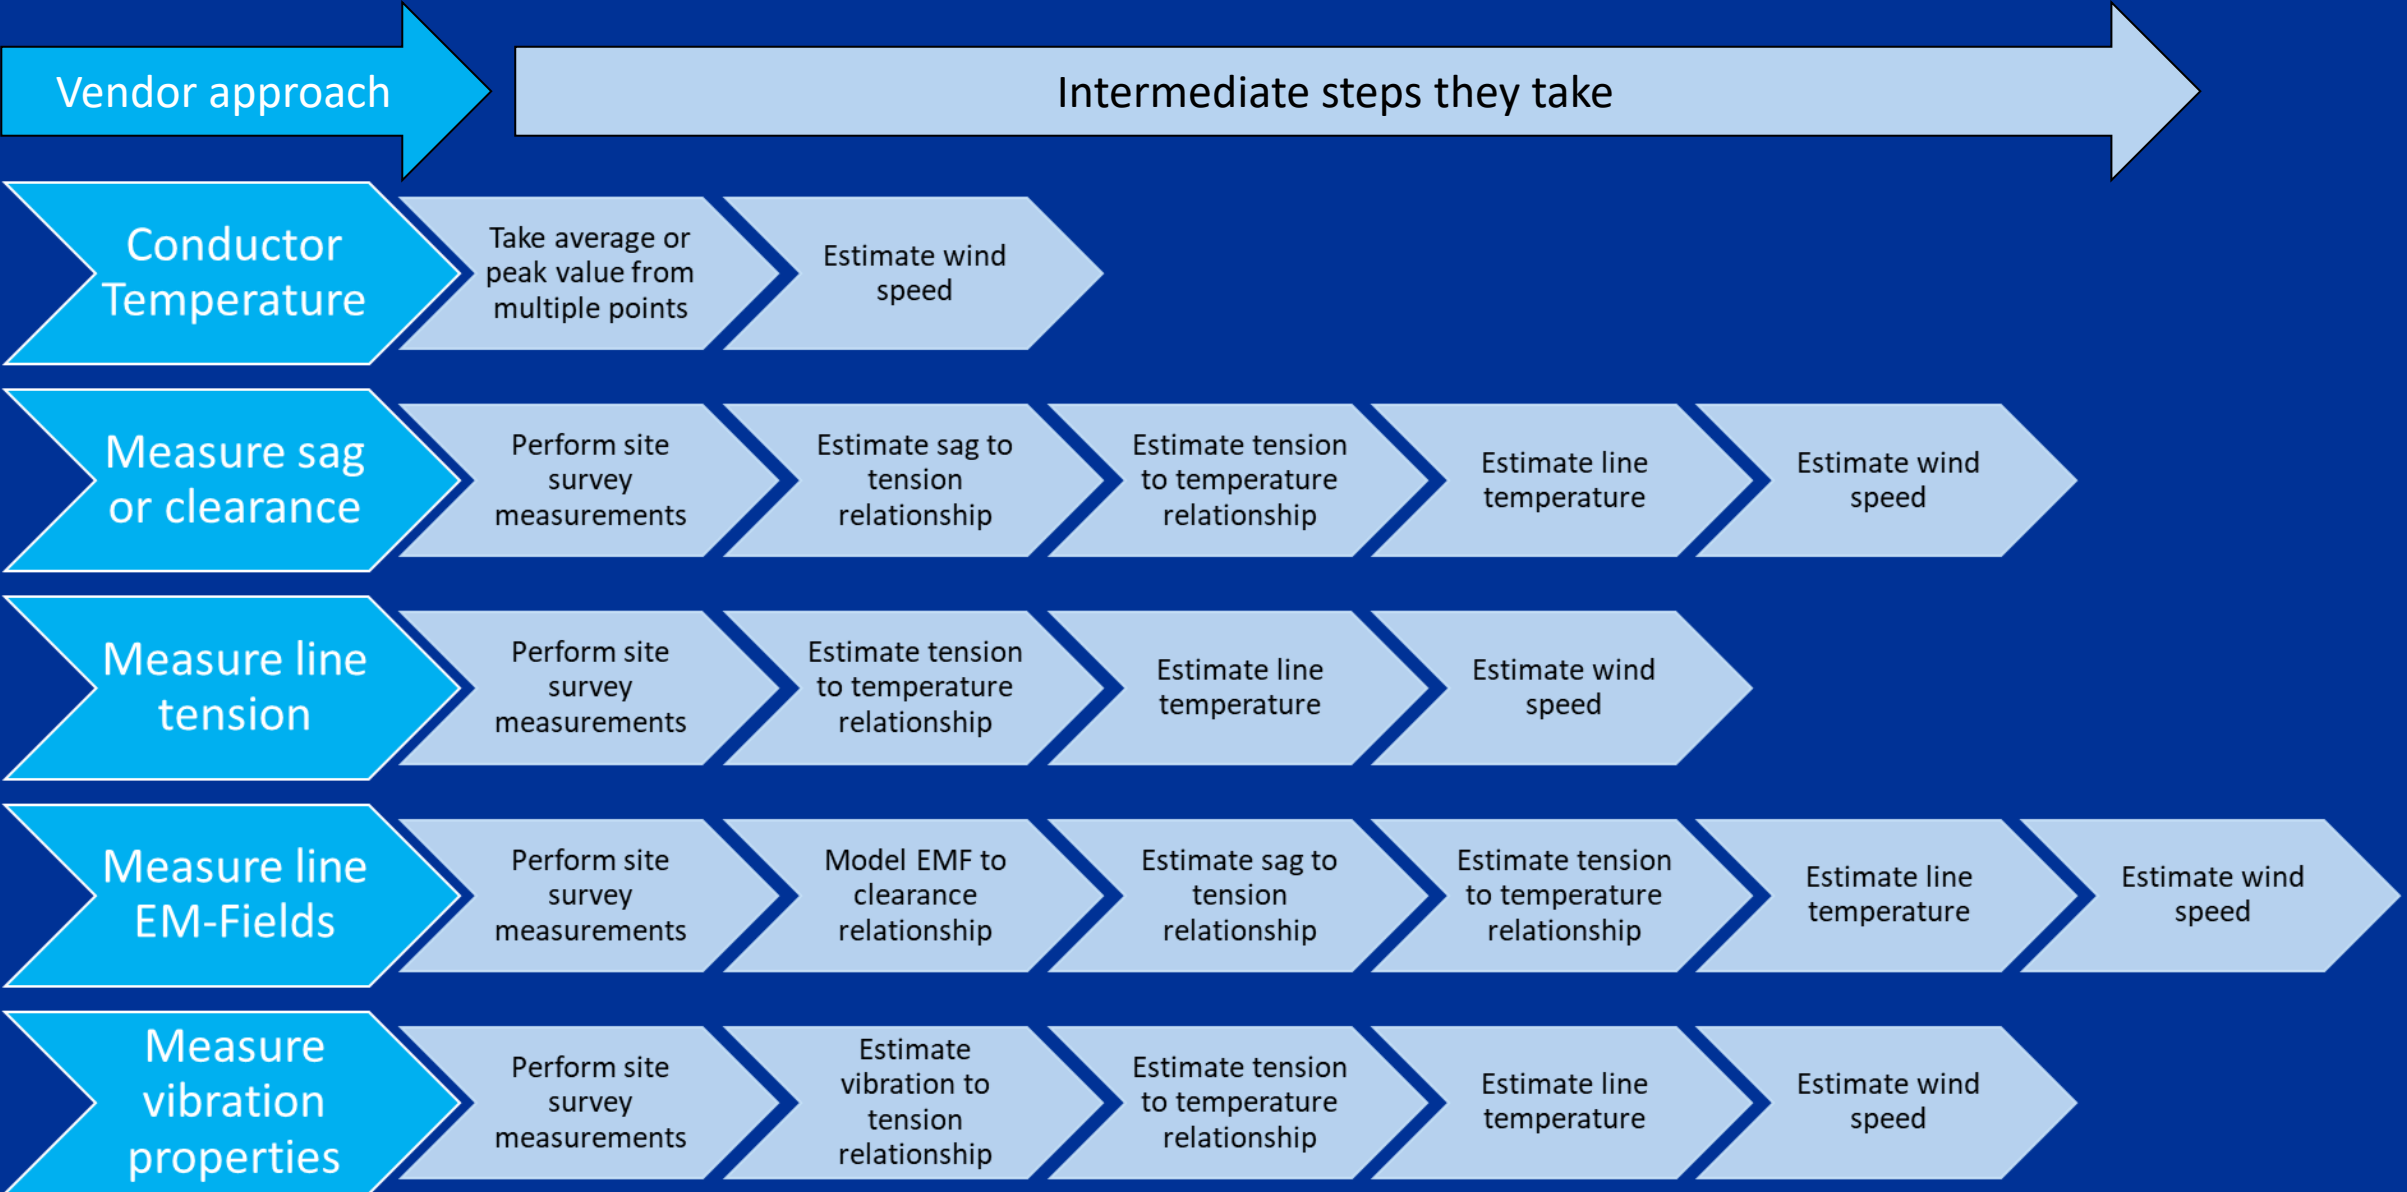 Vendor approach
Intermediate steps they take
Conductor
Temperature
Take average or
peak value from
multiple points
Estimate wind
speed
Measure sag
or clearance
Perform site
survey
measurements
Estimate sag to
tension
relationship
Estimate tension
to temperature
relationship
Estimate line
temperature
Estimate wind
speed
Measure line
tension
Perform site
survey
measurements
Estimate tension
to temperature
relationship
Estimate line
temperature
Estimate wind
speed
Measure line
EM-Fields
Perform site
survey
measurements
Model EMF to
clearance
relationship
Estimate sag to
tension
relationship
Estimate tension
to temperature
relationship
Estimate line
temperature
Estimate wind
speed
Measure
vibration
properties
Perform site
survey
measurements
Estimate
vibration to
tension
relationship
Estimate tension
to temperature
relationship
Estimate line
temperature
Estimate wind
speed